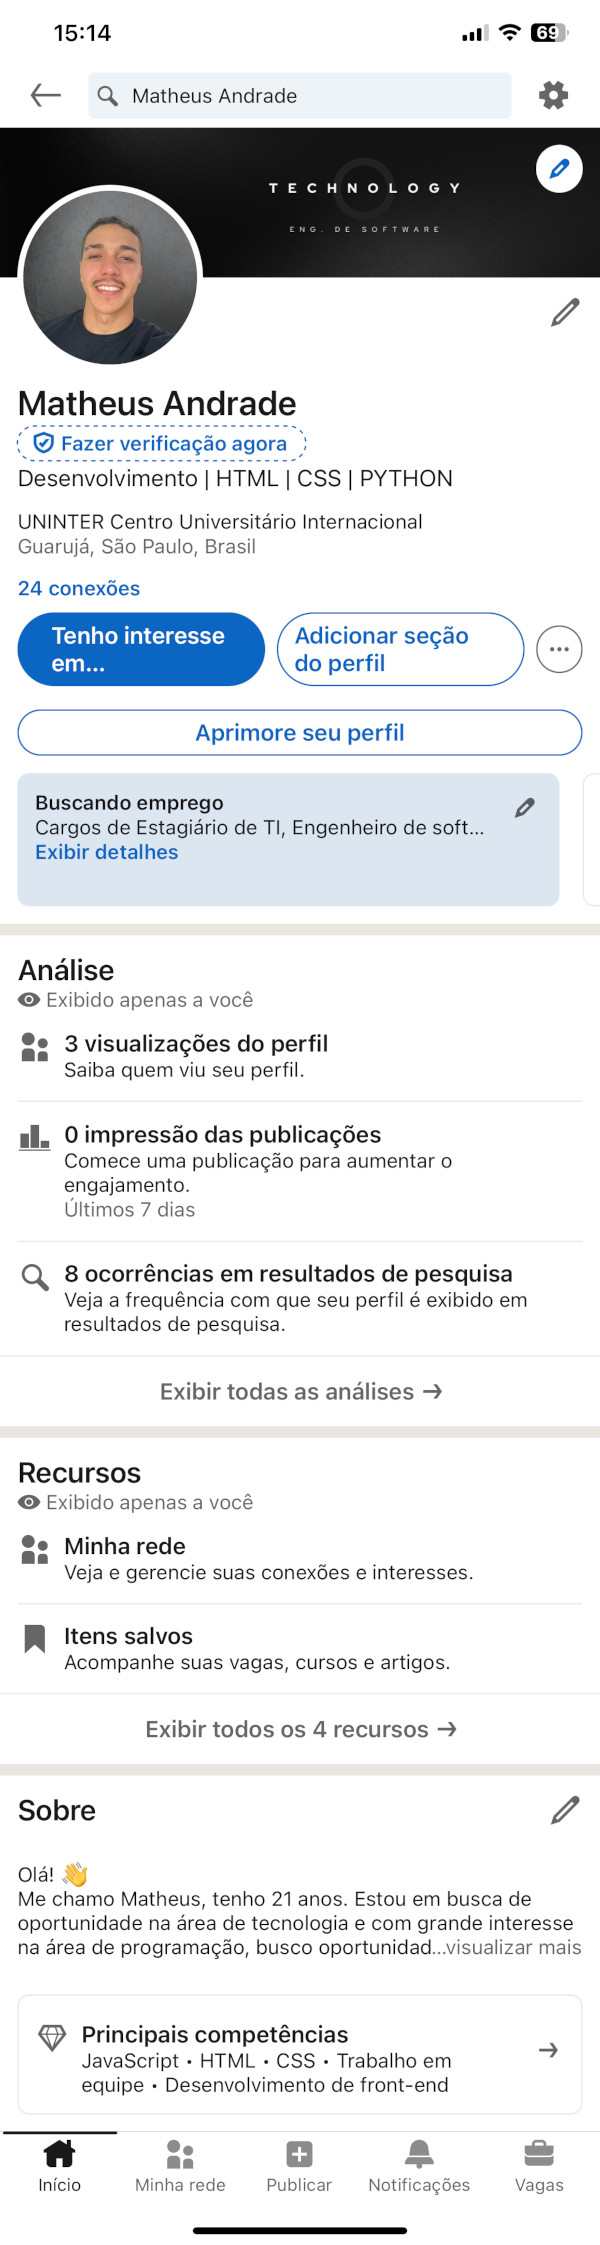 15:14
69
Matheus Andrade
TECHNOLOGY
ENG. DE SOFTWARE
Matheus Andrade
Fazer verificação agora
Desenvolvimento | HTML | CSS | PYTHON
UNINTER Centro Universitário Internacional
Guarujá, São Paulo, Brasil
24 conexões
Tenho interesse
em...
Adicionar seção
do perfil
Aprimore seu perfil
Buscando emprego
Cargos de Estagiário de TI, Engenheiro de soft...
Exibir detalhes
Análise
Exibido apenas a você
3 visualizações do perfil
Saiba quem viu seu perfil.
0 impressão das publicações
Comece uma publicação para aumentar o
engajamento.
Últimos 7 dias
8 ocorrências em resultados de pesquisa
Veja a frequência com que seu perfil é exibido em
resultados de pesquisa.
Exibir todas as análises →
Recursos
Exibido apenas a você
Minha rede
Veja e gerencie suas conexões e interesses.
Itens salvos
Acompanhe suas vagas, cursos e artigos.
Exibir todos os 4 recursos →
Sobre
Olá! 👋
Me chamo Matheus, tenho 21 anos. Estou em busca de
oportunidade na área de tecnologia e com grande interesse
na área de programação, busco oportunidad...visualizar mais
Principais competências
JavaScript • HTML • CSS • Trabalho em
equipe • Desenvolvimento de front-end
Início
Minha rede
Publicar
Notificações
Vagas